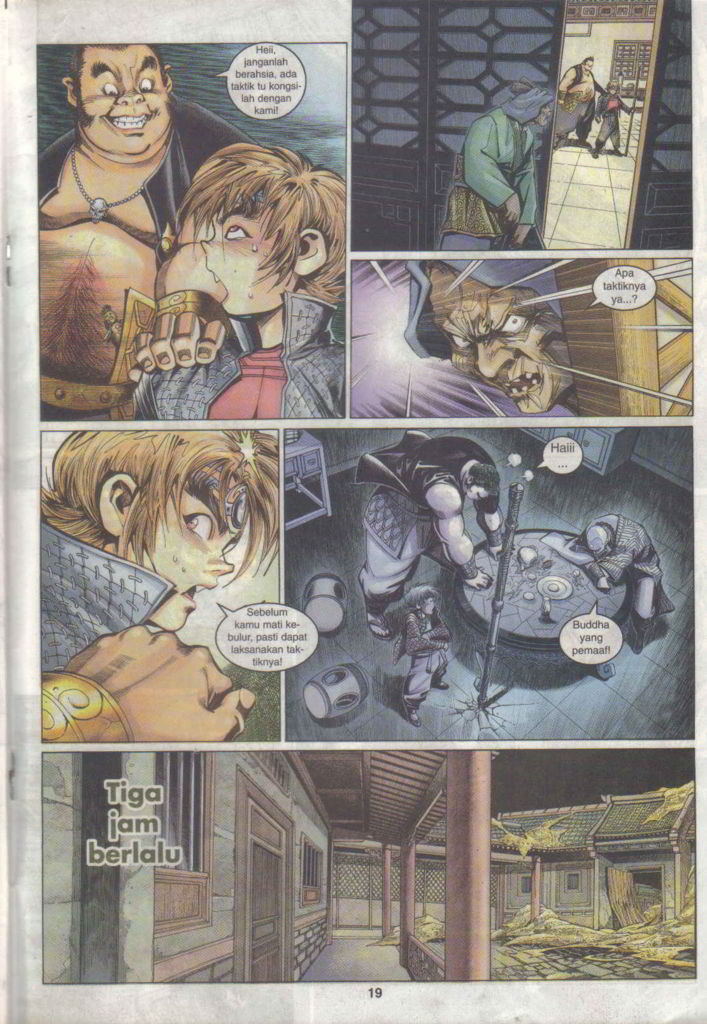 Heii,
janganlah
berahsia, ada
taktik tu kongsi-
lah dengan
kami!
Apa
taktiknya
ya...?
Sebelum
kamu mati ke-
bulur, pasti dapat
laksanakan tak-
tiknya!
Haiii
...
Buddha
yang
pemaaf!
Tiga
jam
berlalu
19